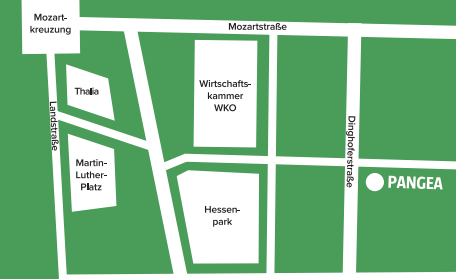 Mozart-
kreuzung
Mozartstraße
Thalia
Wirtschafts-
kammer
WKO
Landstraße
Dinghoferstraße
Martin-
Luther-
Platz
PANGEA
Hessen-
park